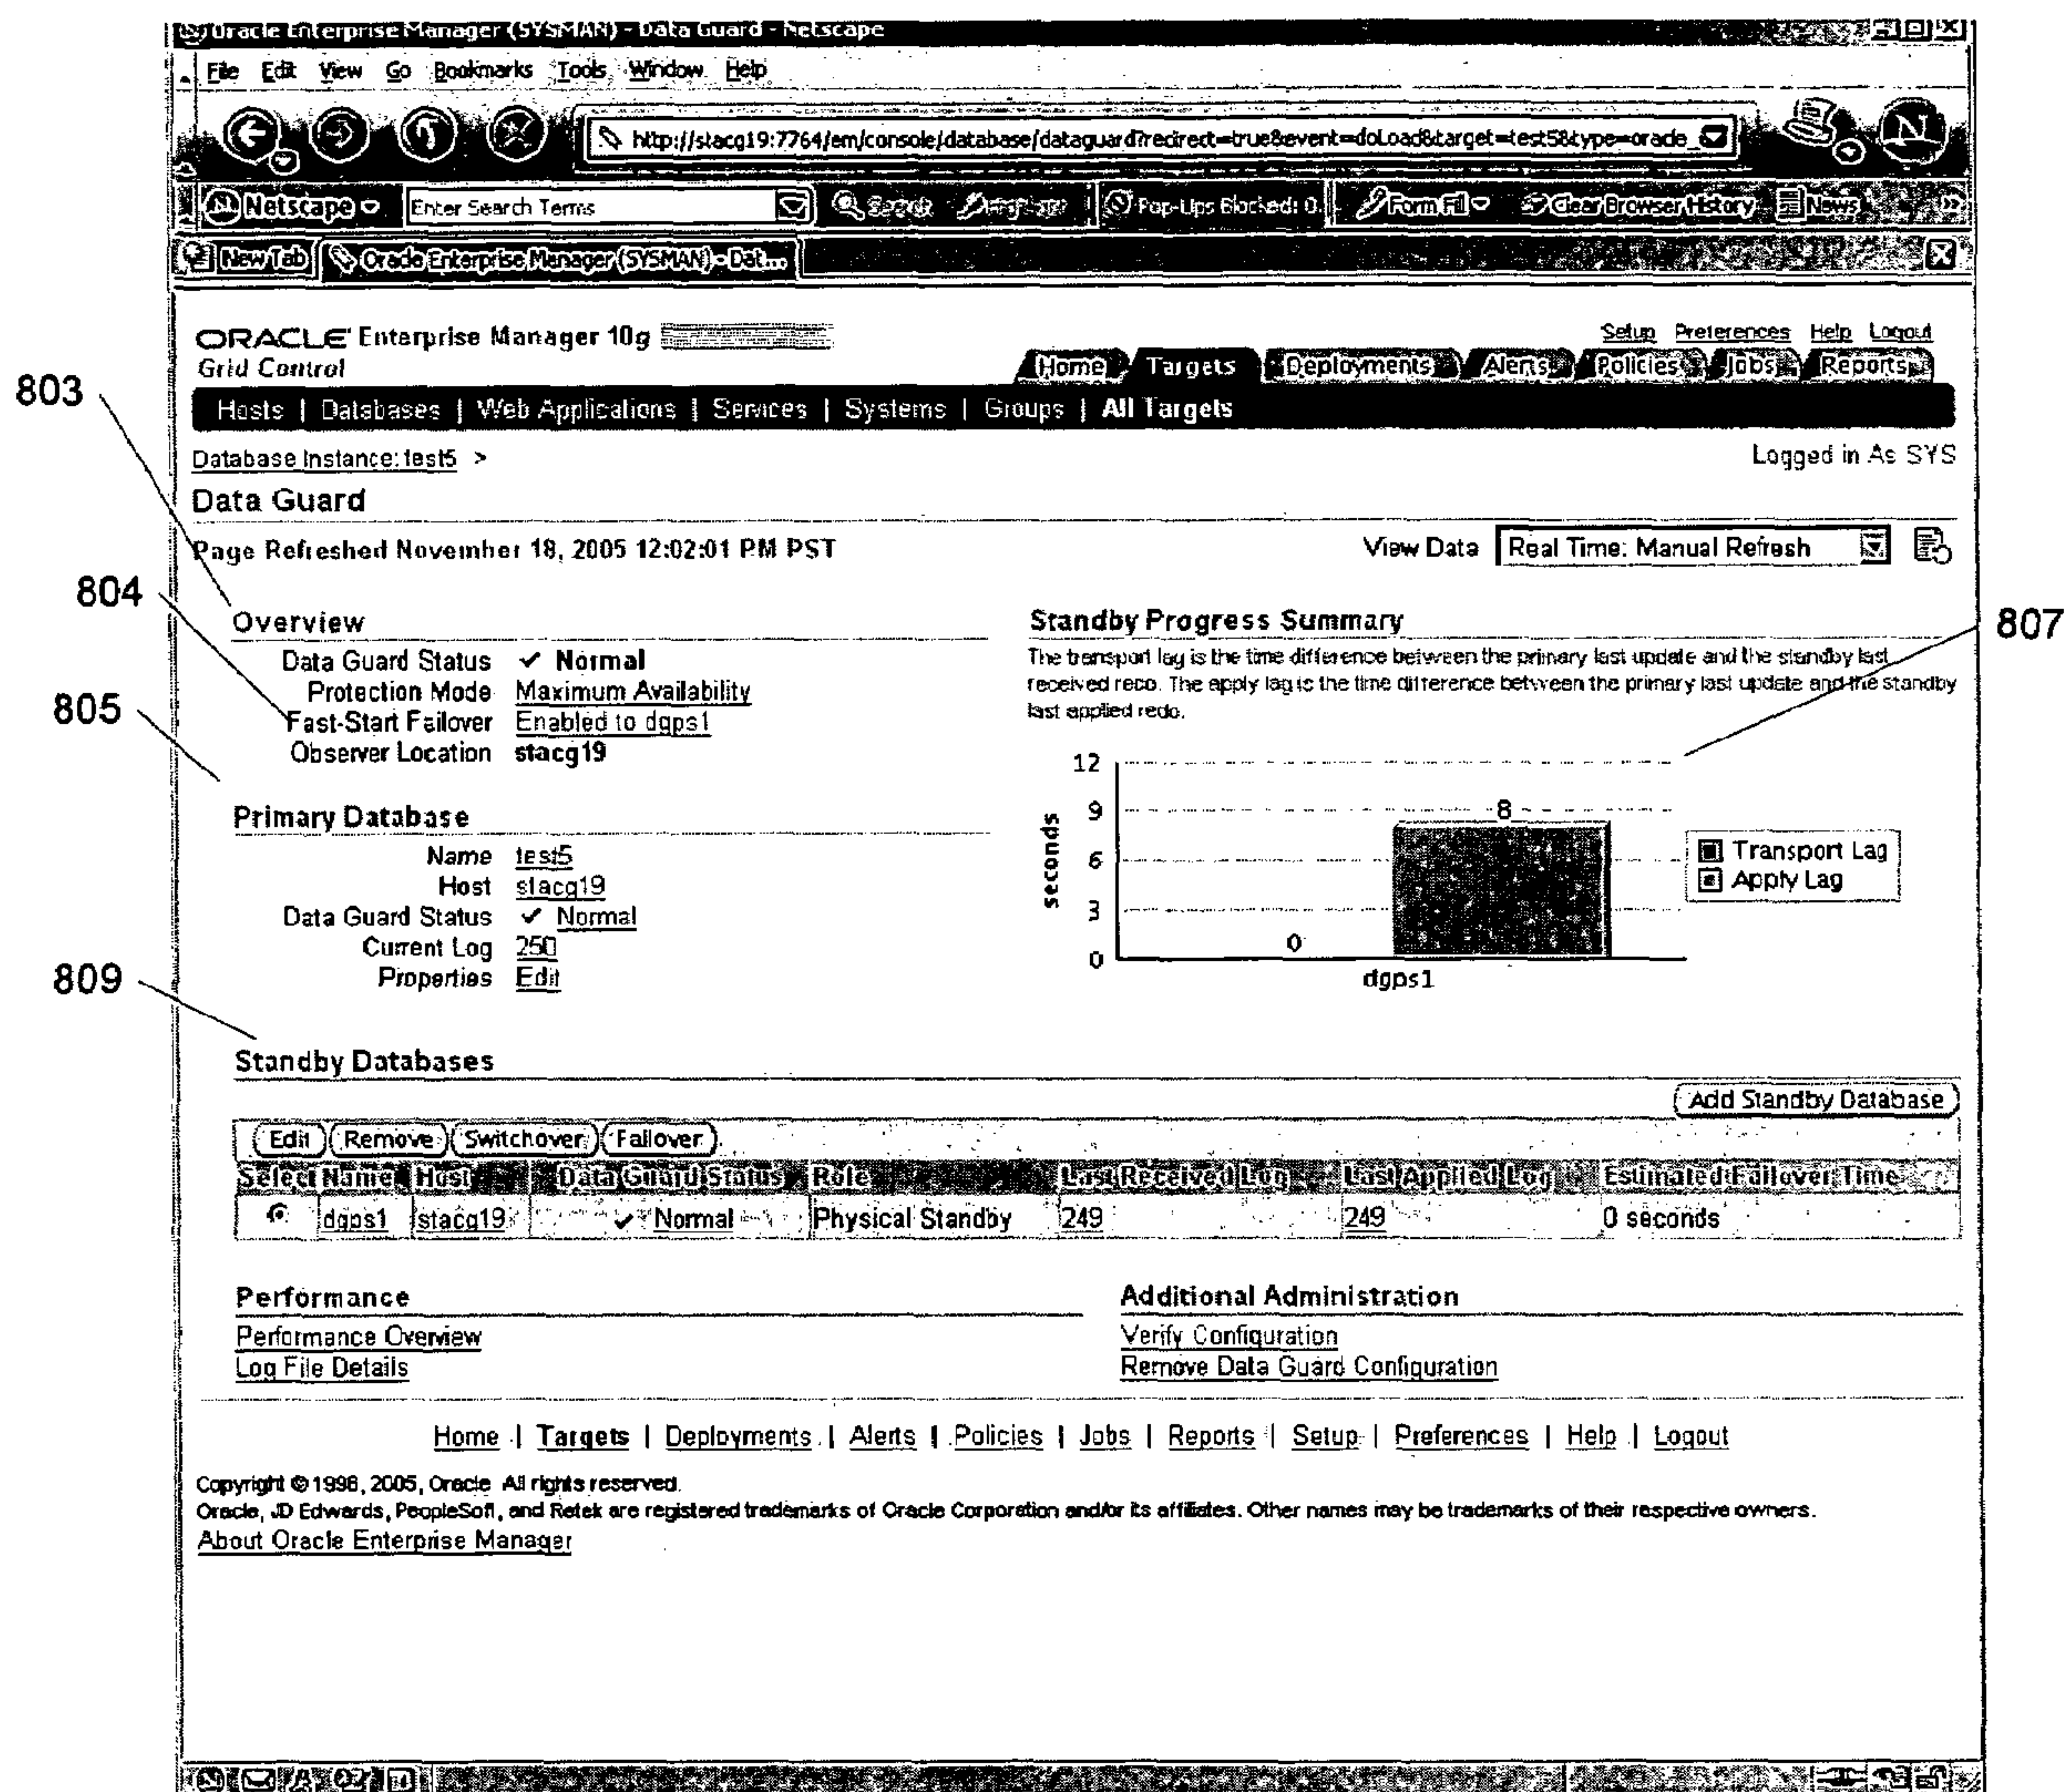 Oracle Enterprise Manager (SYSMAN) - Data Guard - Netscape
File Edit View Go Bookmarks Tools Window Help
http://stacg19:7764/em/console/database/dataguard?redirect=true&event=doLoad&target=test5&type=oracle_
Netscape Enter Search Terms Search Pop-Ups Blocked: 0 Form Fill Clear Browser History News
New Tab Oracle Enterprise Manager (SYSMAN) - Dat...
ORACLE Enterprise Manager 10g
Grid Control
Setup Preferences Help Logout
Home Targets Deployments Alerts Policies Jobs Reports
803
Hosts | Databases | Web Applications | Services | Systems | Groups | All Targets
Database Instance: test5 >
Logged in As SYS
Data Guard
Page Refreshed November 18, 2005 12:02:01 PM PST
View Data Real Time: Manual Refresh
804
Overview
Data Guard Status ✓ Normal
Protection Mode Maximum Availability
805
Fast-Start Failover Enabled to dgps1
Observer Location stacg19
Primary Database
Name test5
Host stacg19
Data Guard Status ✓ Normal
Current Log 250
Properties Edit
Standby Progress Summary
807
The transport lag is the time difference between the primary last update and the standby last
received redo. The apply lag is the time difference between the primary last update and the standby
last applied redo.
12
9
6
3
0
seconds
8
0
dgps1
Transport Lag
Apply Lag
809
Standby Databases
Add Standby Database
Edit Remove Switchover Failover
Select Name Host Data Guard Status Role Last Received Log Last Applied Log Estimated Failover Time
dgps1 stacg19 ✓ Normal Physical Standby 249 249 0 seconds
Performance
Performance Overview
Log File Details
Additional Administration
Verify Configuration
Remove Data Guard Configuration
Home | Targets | Deployments | Alerts | Policies | Jobs | Reports | Setup | Preferences | Help | Logout
Copyright © 1996, 2005, Oracle. All rights reserved.
Oracle, JD Edwards, PeopleSoft, and Retek are registered trademarks of Oracle Corporation and/or its affiliates. Other names may be trademarks of their respective owners.
About Oracle Enterprise Manager